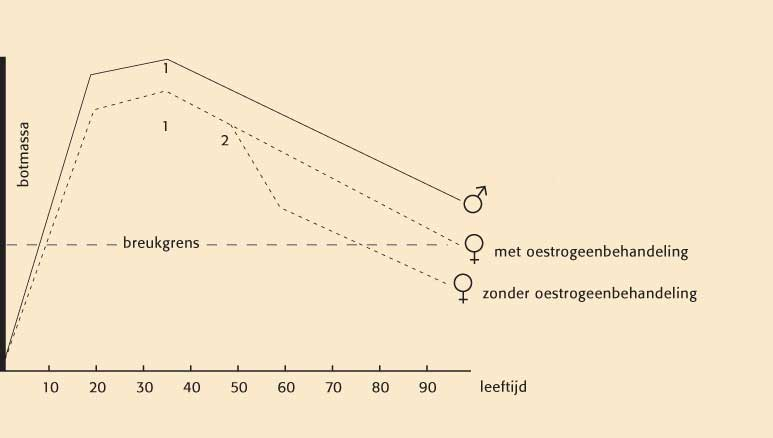 1
1
2
botmassa
breukgrens
met oestrogeenbehandeling
zonder oestrogeenbehandeling
10 20 30 40 50 60 70 80 90 leeftijd